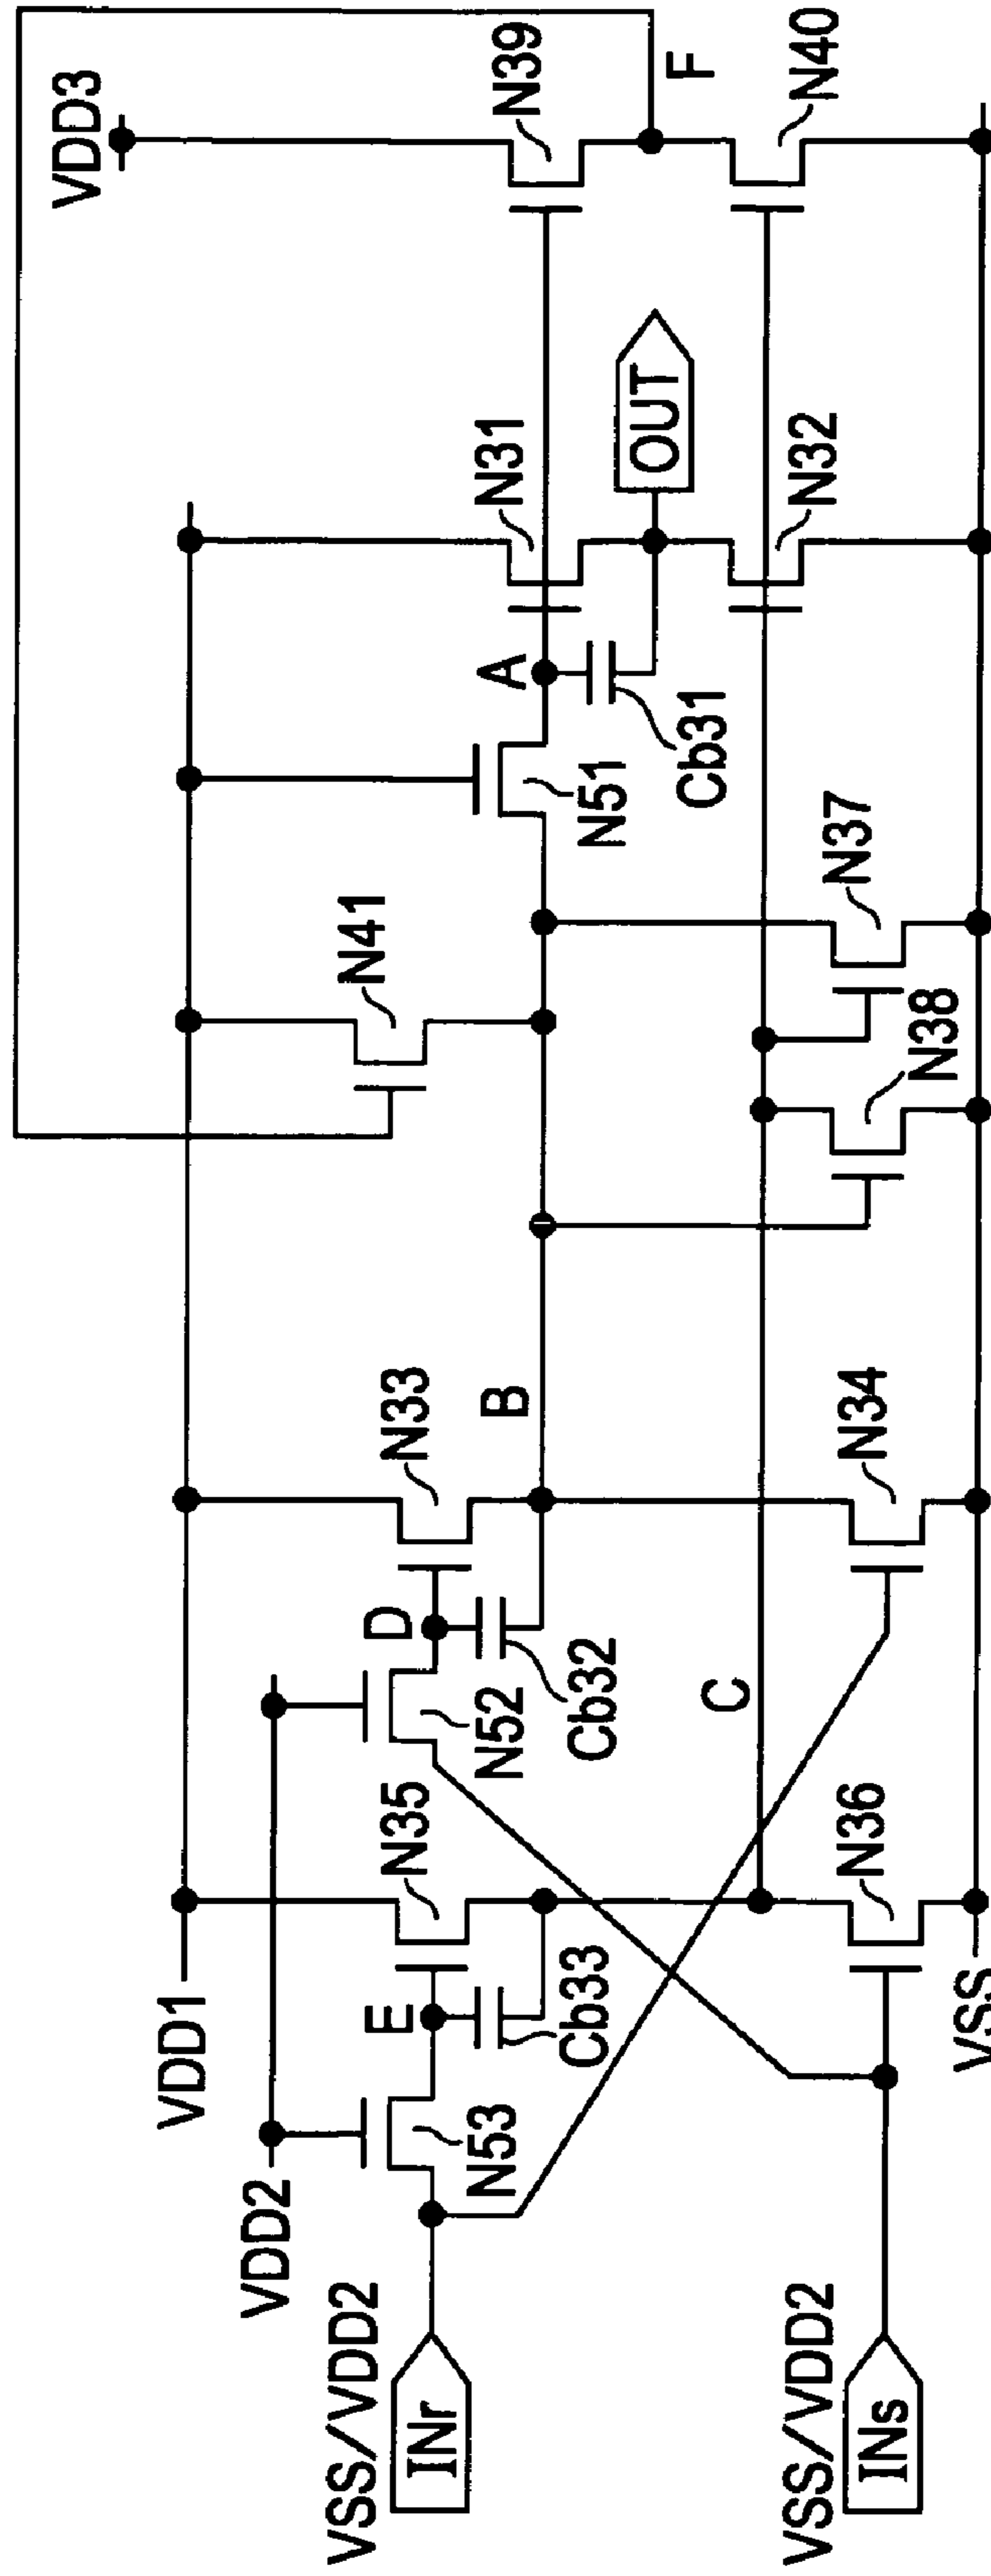 VDD3
N39
F
N40
VDD1
N41
N31
A
OUT
N51
Cb31
N32
N37
N38
VDD2
N33
B
D
N52
Cb32
N34
N35
C
E
Cb33
N36
N53
VSS
VSS/VDD2
INr
VSS/VDD2
INs